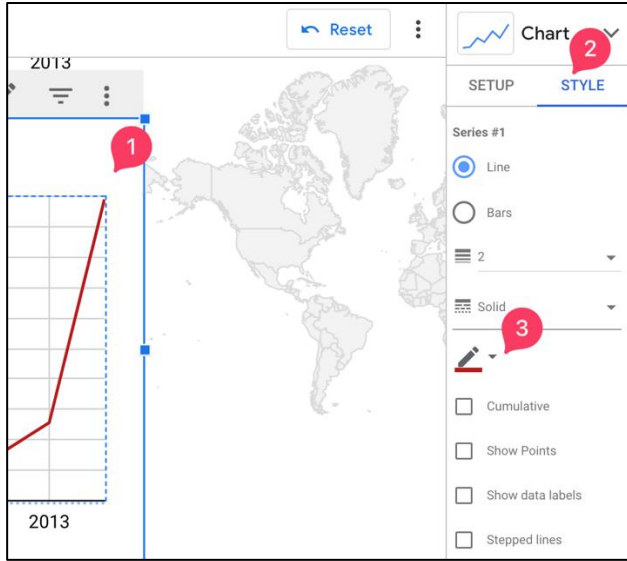 Reset
Chart
2
2013
SETUP STYLE
1
Series #1
Line
Bars
2
Solid
3
Cumulative
Show Points
Show data labels
2013
Stepped lines